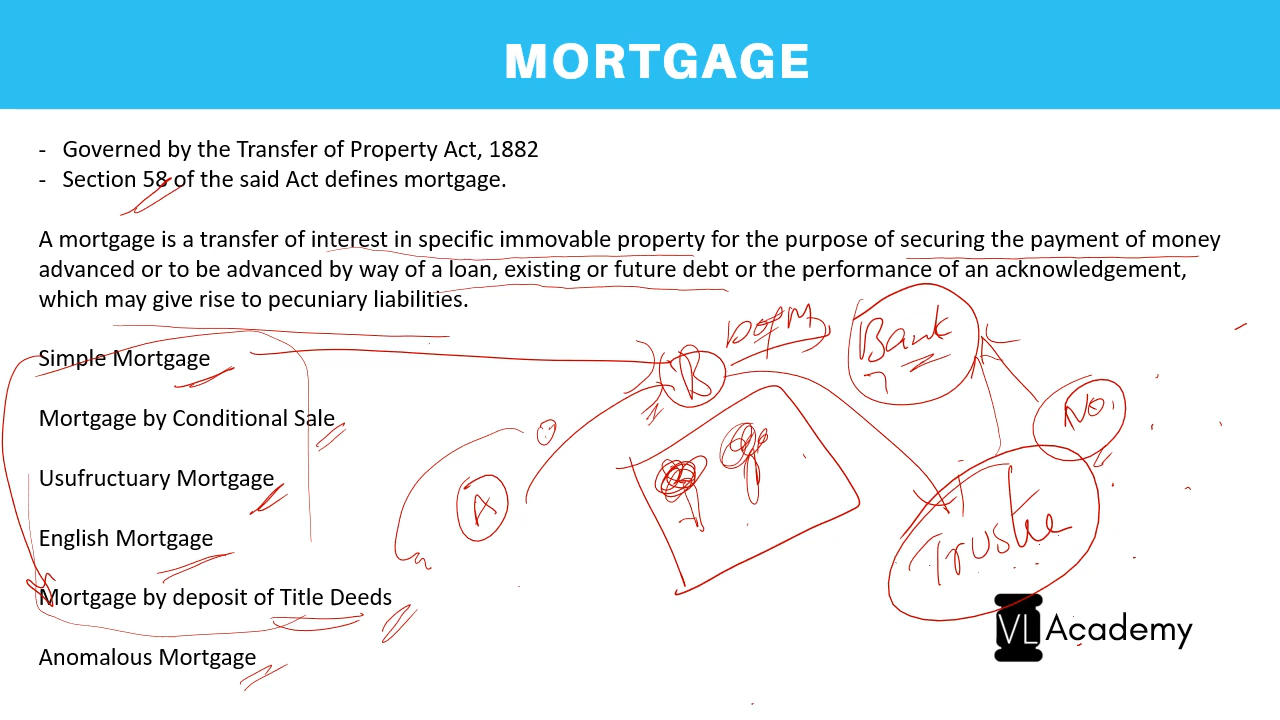 MORTGAGE
- Governed by the Transfer of Property Act, 1882
- Section 58 of the said Act defines mortgage.
A mortgage is a transfer of interest in specific immovable property for the purpose of securing the payment of money
advanced or to be advanced by way of a loan, existing or future debt or the performance of an acknowledgement,
which may give rise to pecuniary liabilities.
Simple Mortgage
Mortgage by Conditional Sale
Usufructuary Mortgage
English Mortgage
Mortgage by deposit of Title Deeds
Anomalous Mortgage
B
Bank
A
No.
Trustee
VL Academy